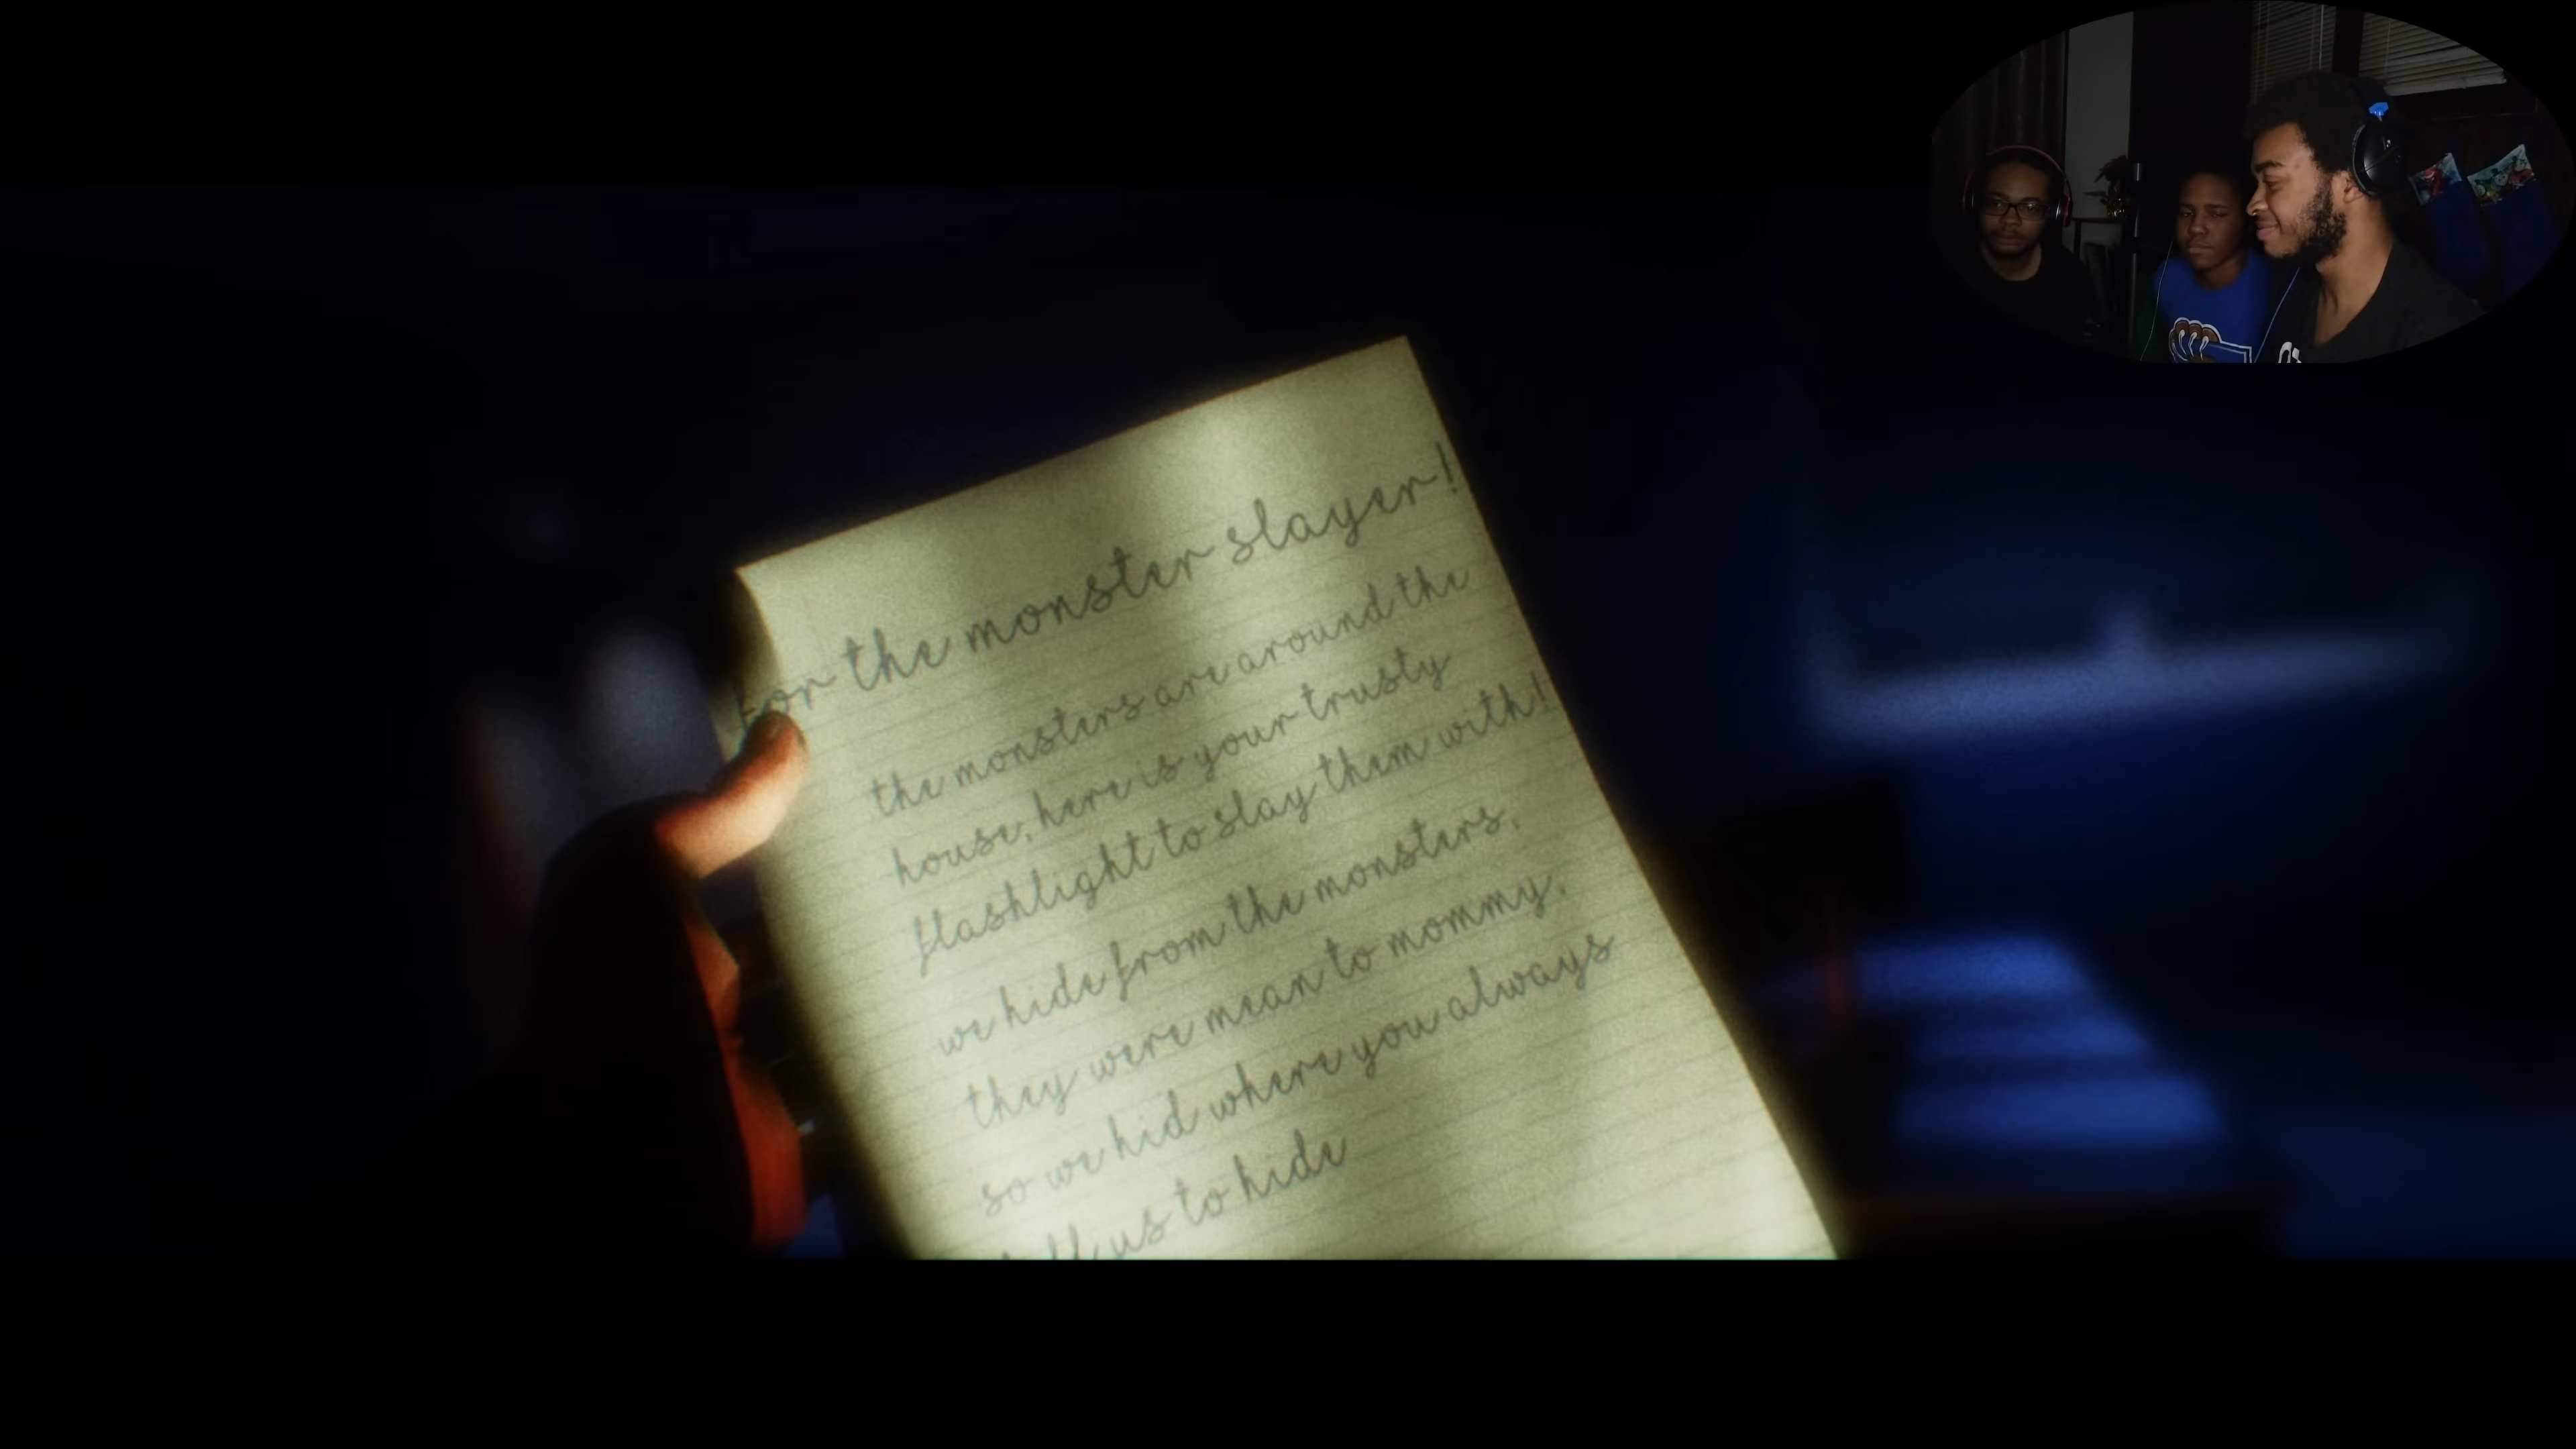 For the monster slayer!
the monsters are around the
house, here is your trusty
flashlight to slay them with!
we hide from the monsters,
they were mean to mommy,
so we hid where you always
tell us to hide